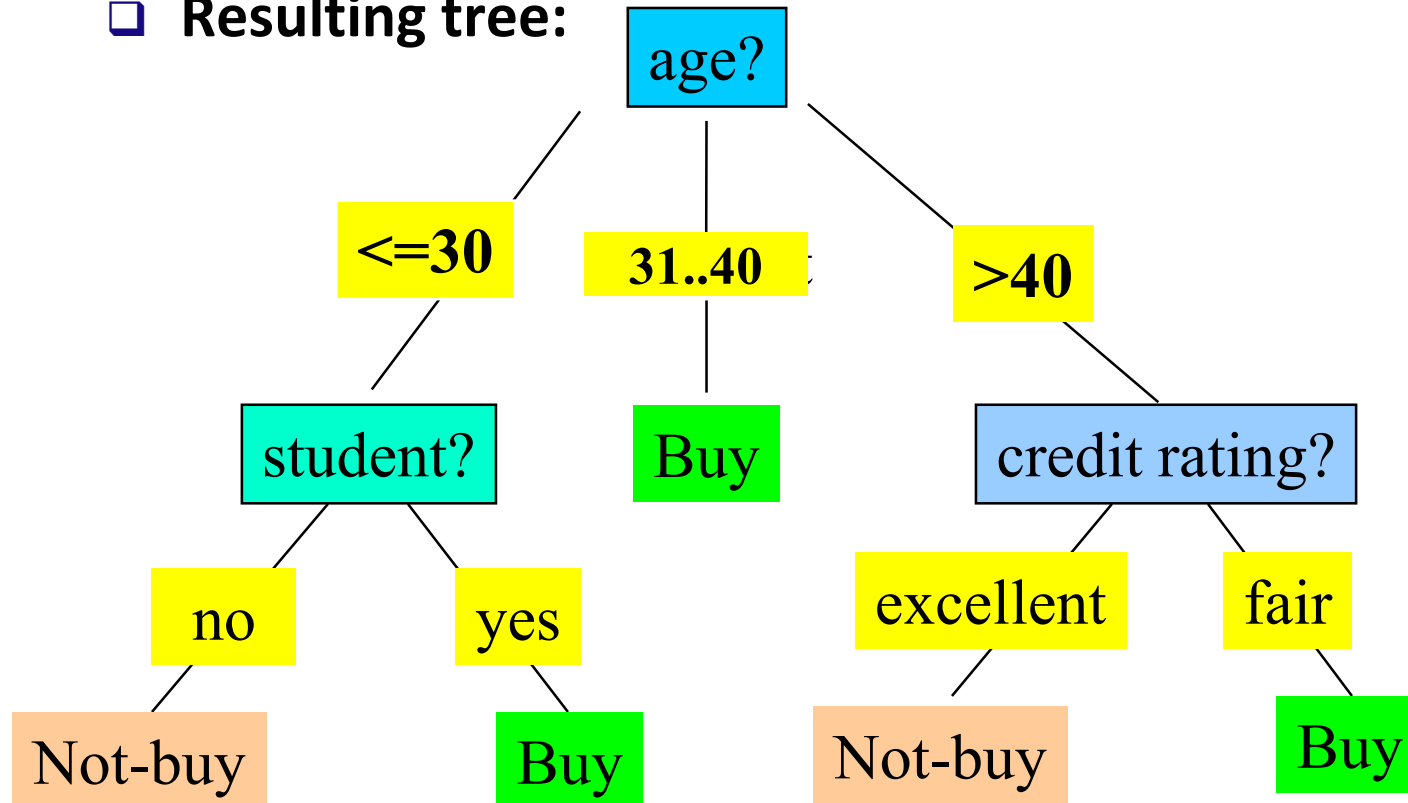 ❑ Resulting tree:
age?
<=30
31..40
>40
student?
Buy
credit rating?
no
yes
excellent
fair
Not-buy
Buy
Not-buy
Buy